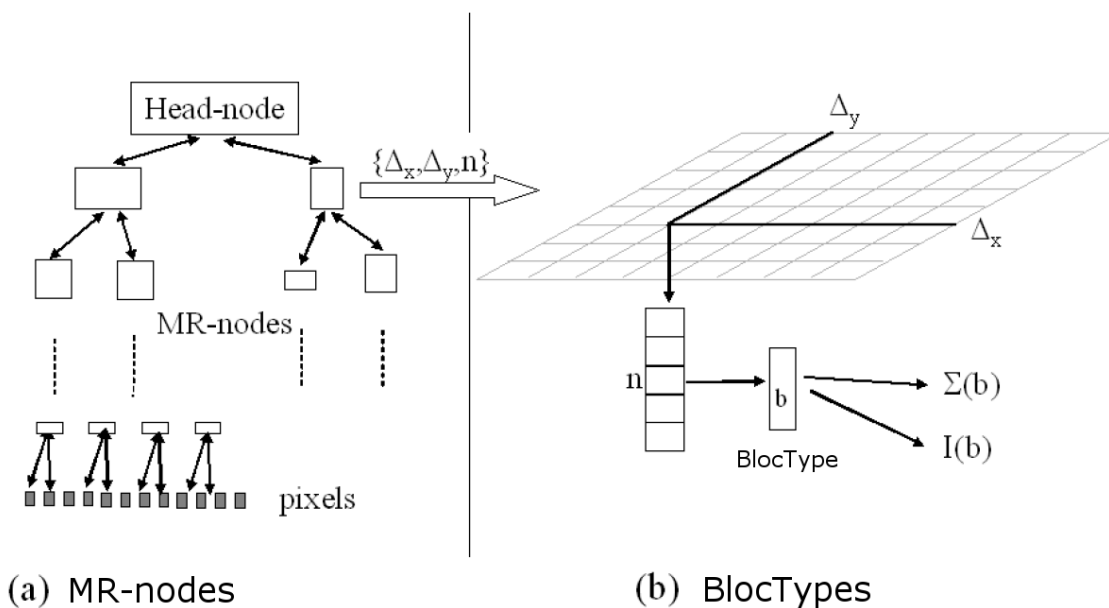 Head-node
{Δx,Δy,n}
MR-nodes
pixels
(a) MR-nodes
Δy
Δx
n
b
BlocType
Σ(b)
I(b)
(b) BlocTypes